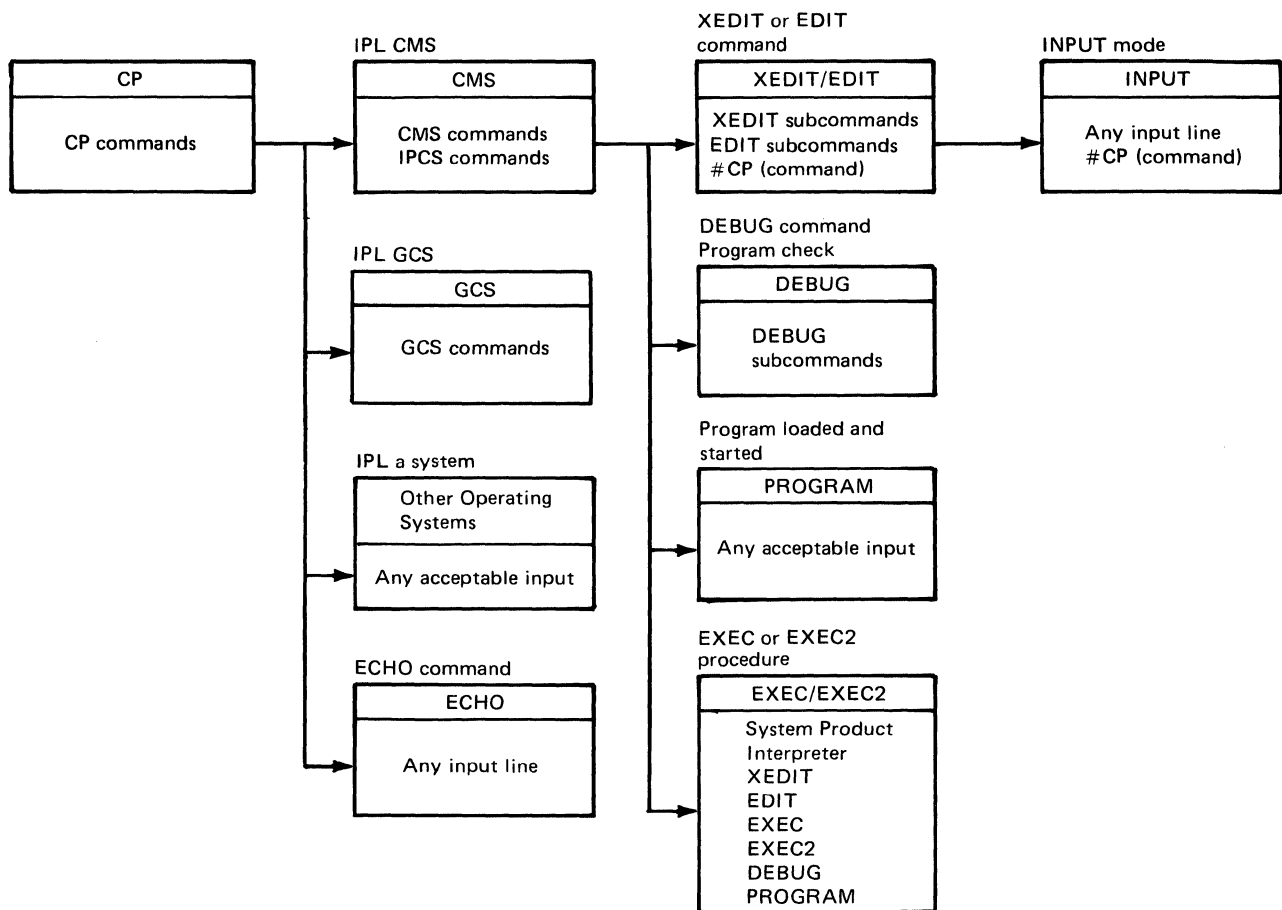 CP
CP commands
IPL CMS
CMS
CMS commands
IPCS commands
IPL GCS
GCS
GCS commands
IPL a system
Other Operating
Systems
Any acceptable input
ECHO command
ECHO
Any input line
XEDIT or EDIT
command
XEDIT/EDIT
XEDIT subcommands
EDIT subcommands
#CP (command)
DEBUG command
Program check
DEBUG
DEBUG
subcommands
Program loaded and
started
PROGRAM
Any acceptable input
EXEC or EXEC2
procedure
EXEC/EXEC2
System Product
Interpreter
XEDIT
EDIT
EXEC
EXEC2
DEBUG
PROGRAM
INPUT mode
INPUT
Any input line
#CP (command)